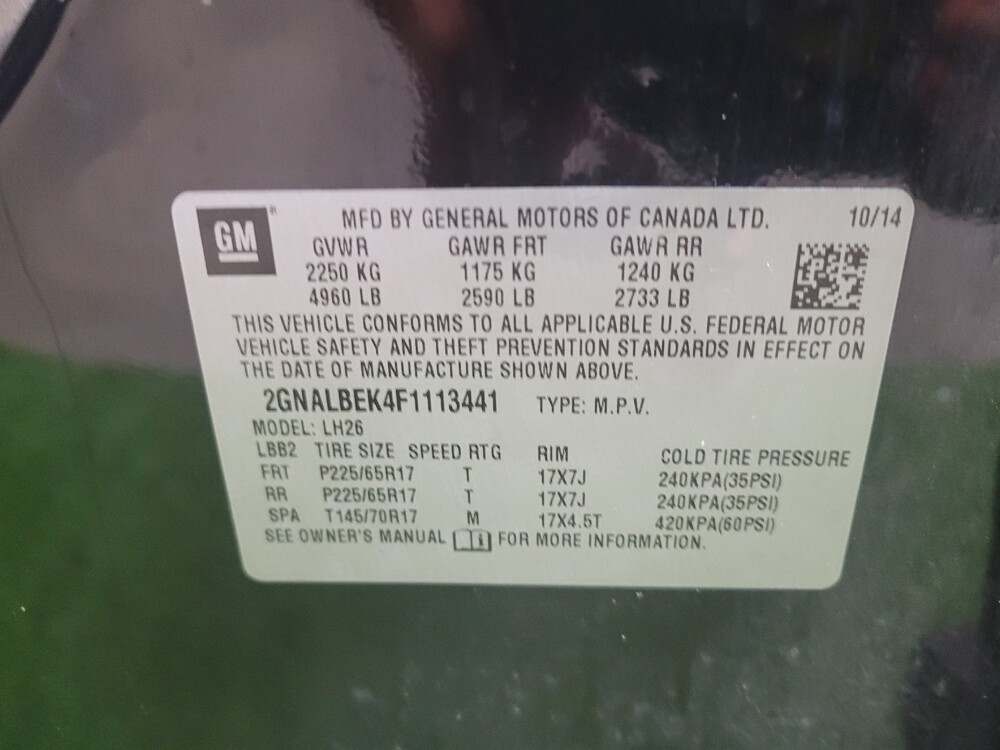 GM® MFD BY GENERAL MOTORS OF CANADA LTD. 10/14
GVWR GAWR FRT GAWR RR
2250 KG 1175 KG 1240 KG
4960 LB 2590 LB 2733 LB
THIS VEHICLE CONFORMS TO ALL APPLICABLE U.S. FEDERAL MOTOR
VEHICLE SAFETY AND THEFT PREVENTION STANDARDS IN EFFECT ON
THE DATE OF MANUFACTURE SHOWN ABOVE.
2GNALBEK4F1113441 TYPE: M.P.V.
MODEL: LH26
LBB2 TIRE SIZE SPEED RTG RIM COLD TIRE PRESSURE
FRT P225/65R17 T 17X7J 240KPA(35PSI)
RR P225/65R17 T 17X7J 240KPA(35PSI)
SPA T145/70R17 M 17X4.5T 420KPA(60PSI)
SEE OWNER'S MANUAL i FOR MORE INFORMATION.